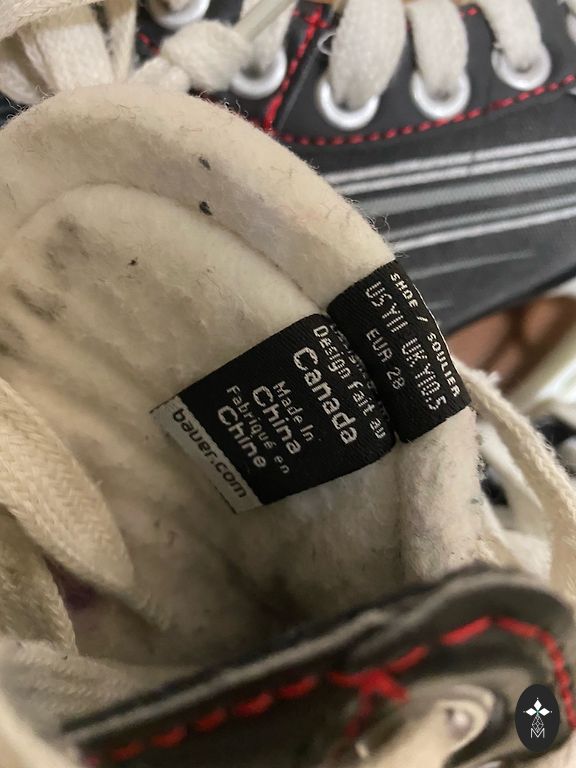 SHOE / SOULIER
US Y11 UK Y10.5
EUR 28
Design fait au
Canada
Made In
China
Fabriqué en
Chine
bauer.com
M